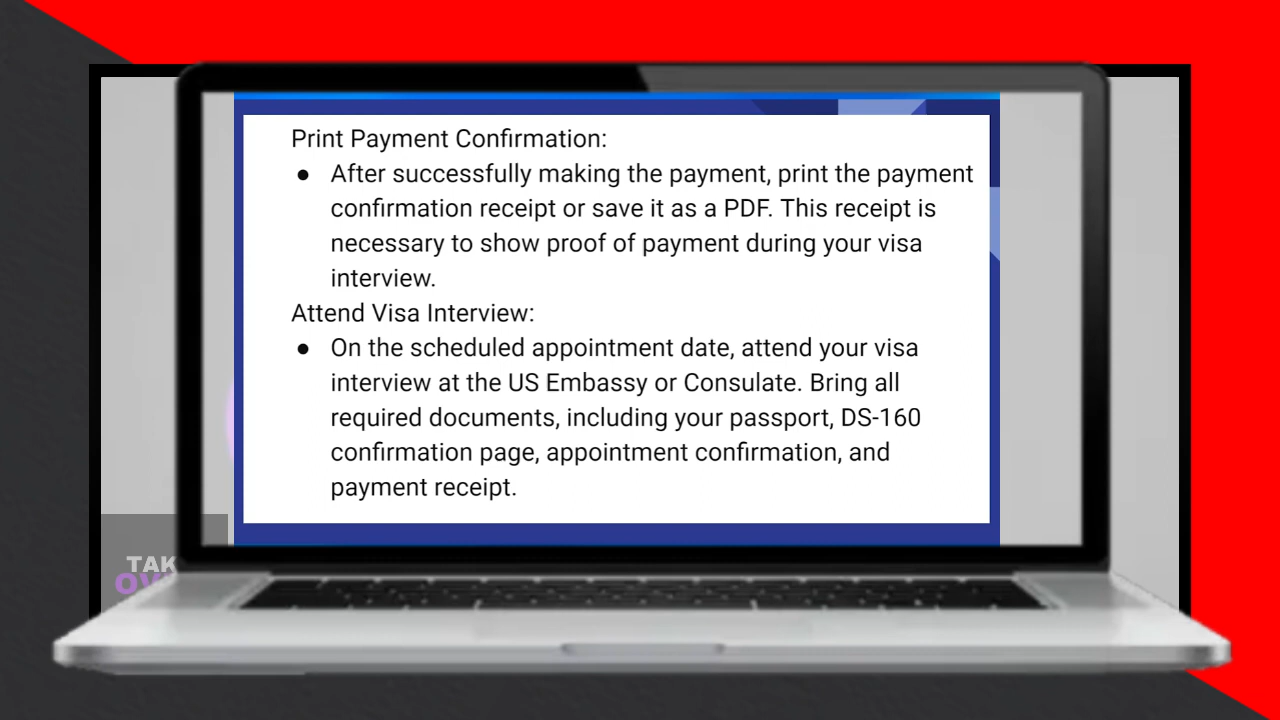 Print Payment Confirmation:
● After successfully making the payment, print the payment
confirmation receipt or save it as a PDF. This receipt is
necessary to show proof of payment during your visa
interview.
Attend Visa Interview:
● On the scheduled appointment date, attend your visa
interview at the US Embassy or Consulate. Bring all
required documents, including your passport, DS-160
confirmation page, appointment confirmation, and
payment receipt.